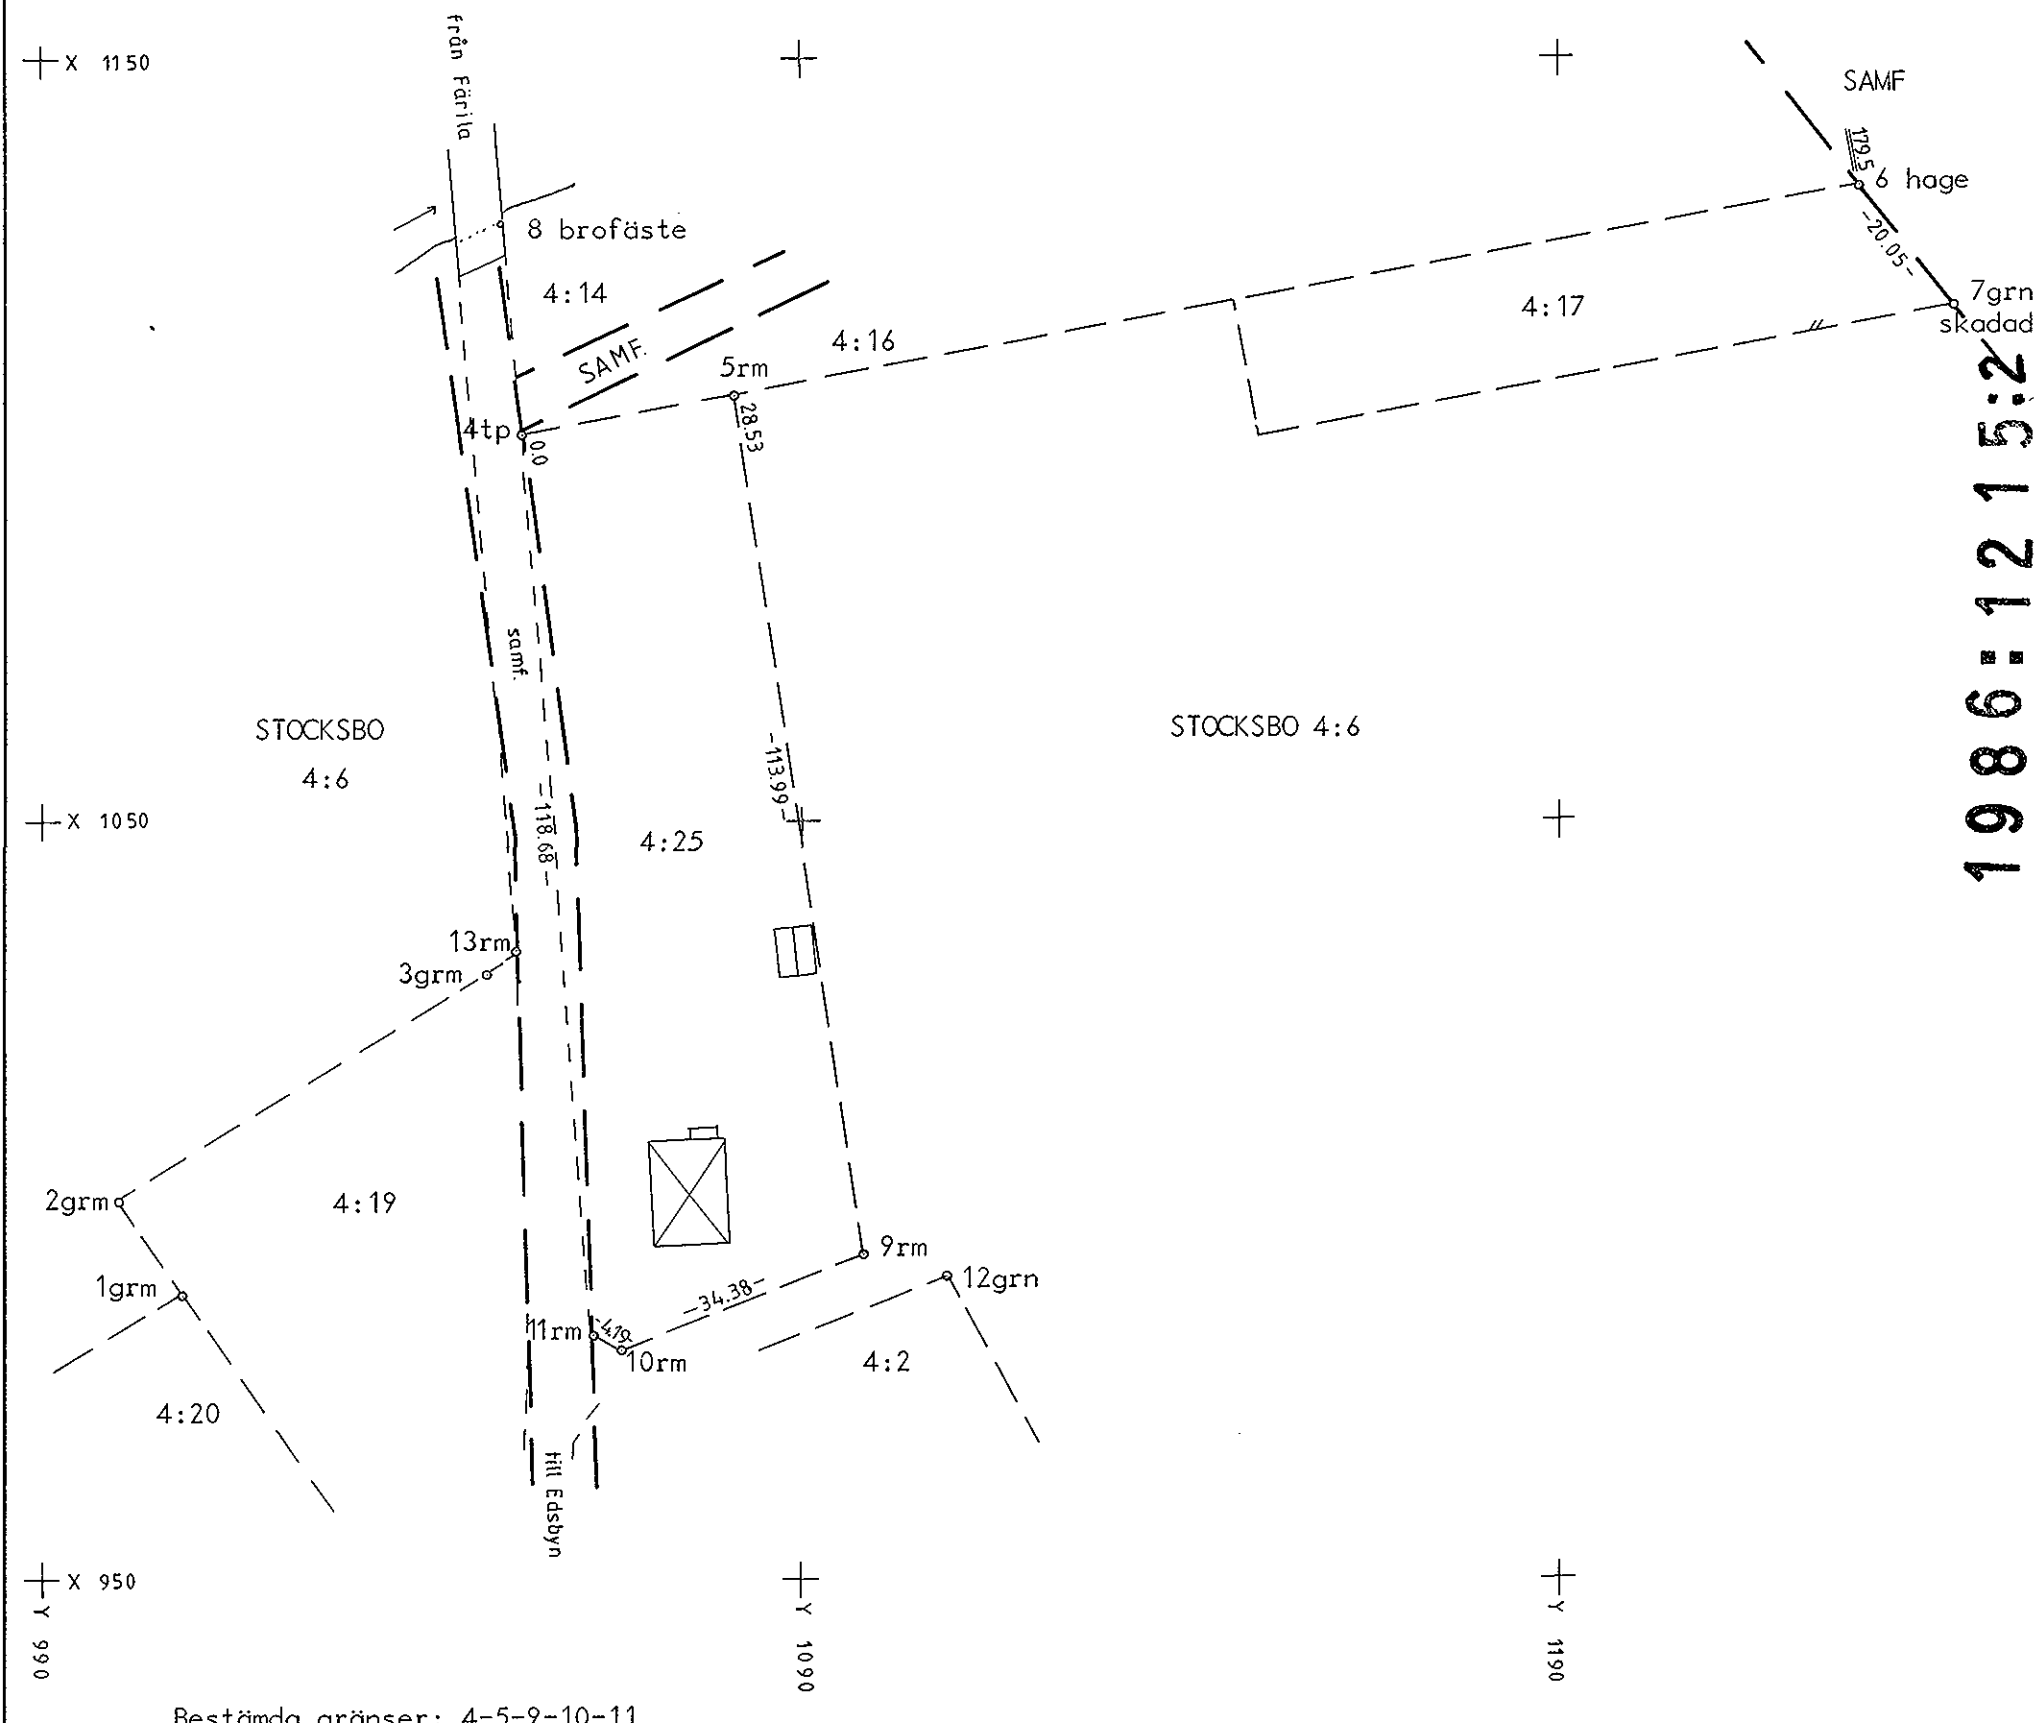 från Färila
X 1150
SAMF
179.5
6 hage
-20.05-
8 brofäste
4:14
7grn
skadad
4:17
4:16
SAMF.
5rm
28.53
4tp
0.0
1986:12 15:2
samf.
STOCKSBO
4:6
STOCKSBO 4:6
-113.99-
X 1050
-118.68-
4:25
13rm
3grm
2grm
4:19
9rm
12grn
1grm
-34.38-
11rm
-4.19-
10rm
4:2
4:20
till Edsbyn
X 950
Y 990
Y 1090
Y 1190
Bestämda gränser: 4-5-9-10-11